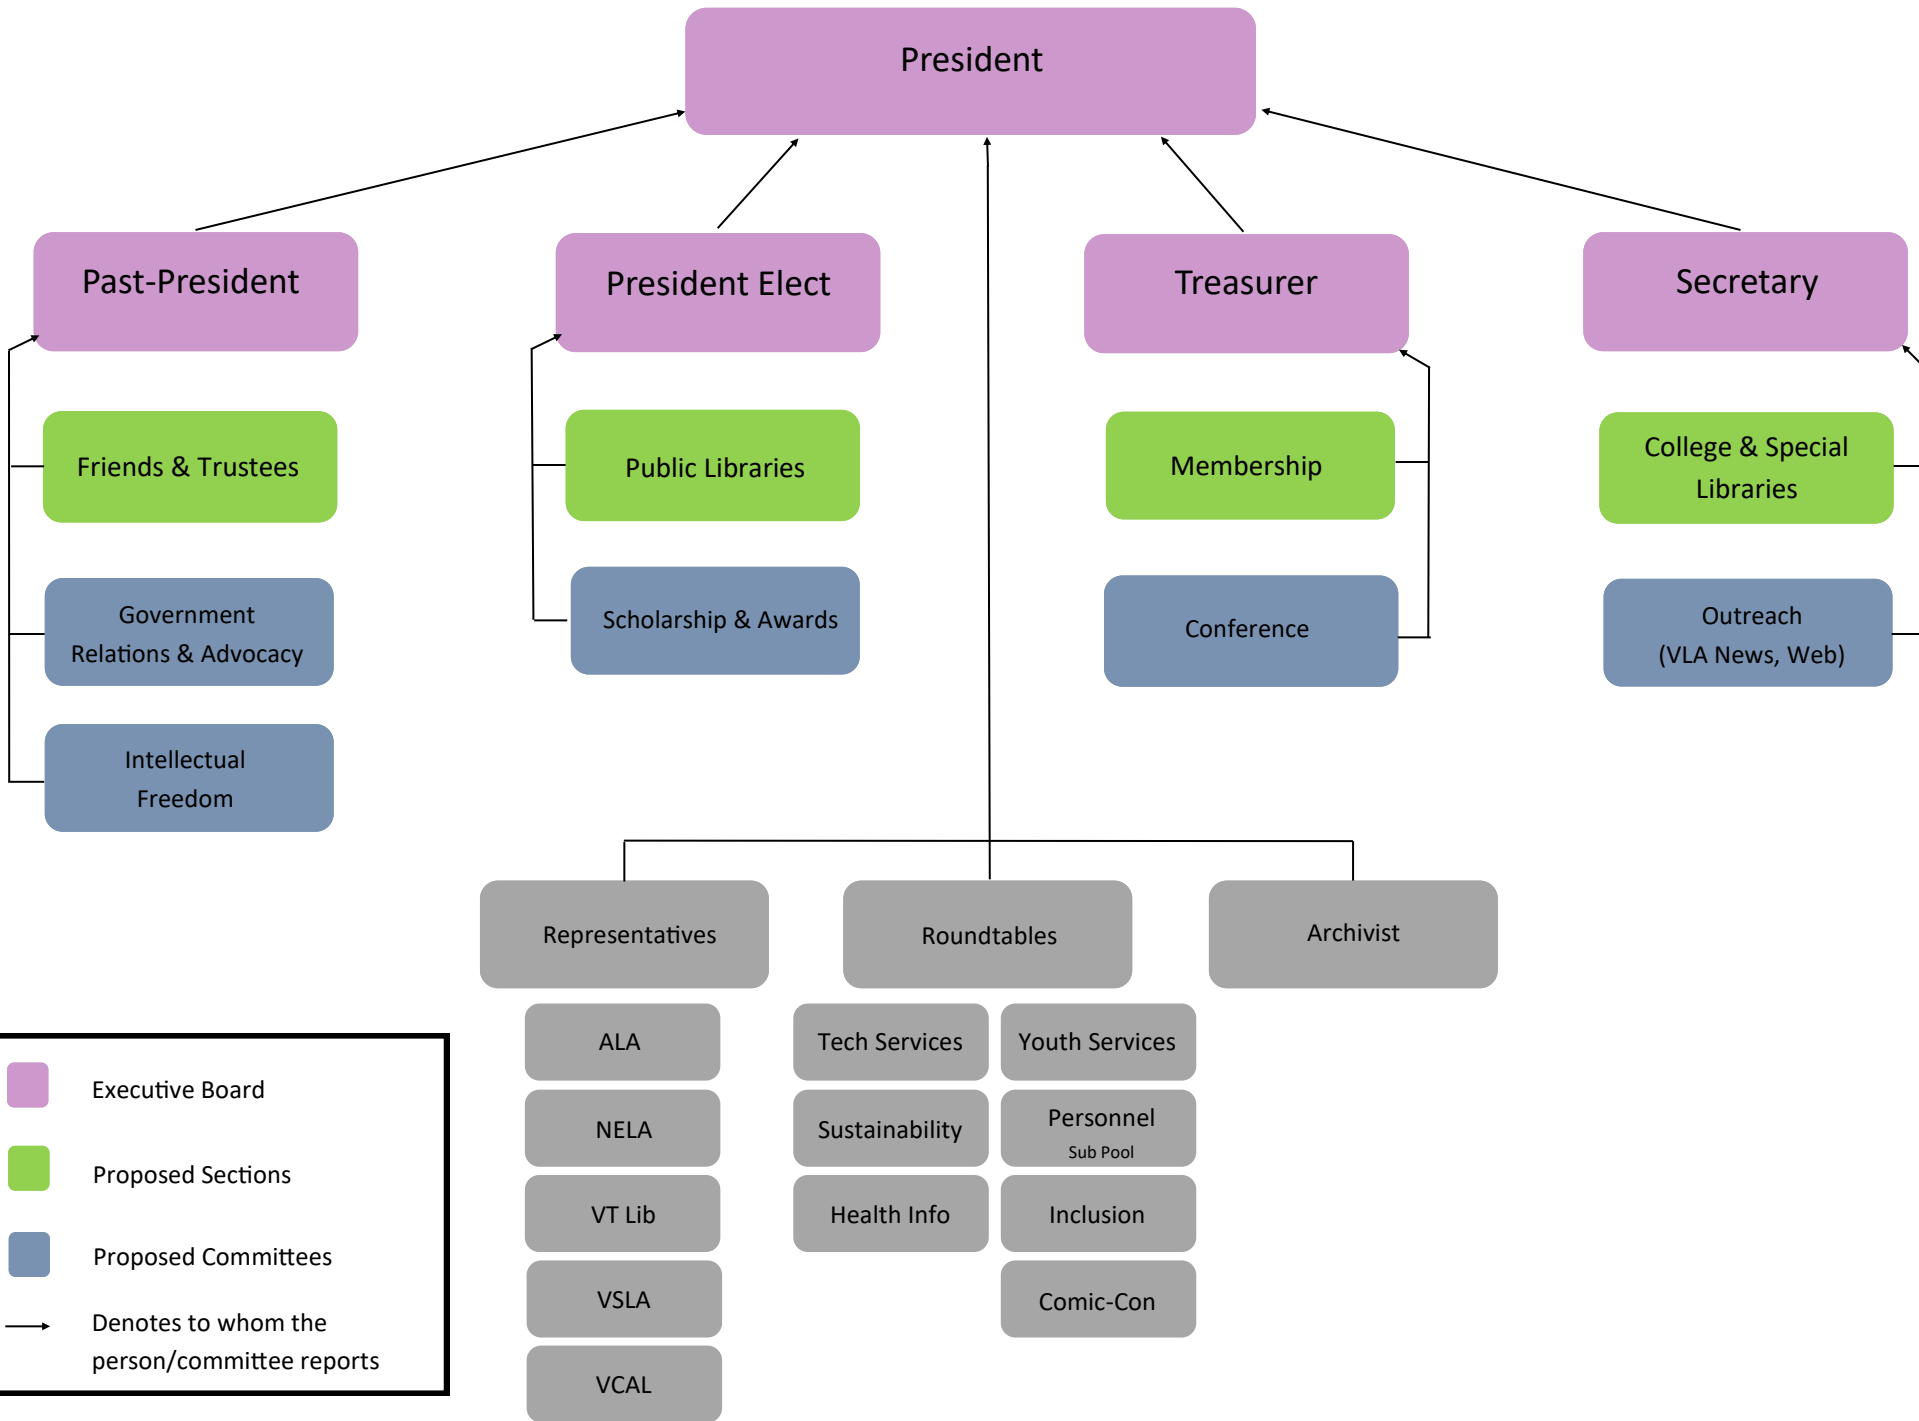 President
Past-President
President Elect
Treasurer
Secretary
Friends & Trustees
Public Libraries
Membership
College & Special
Libraries
Government
Relations & Advocacy
Scholarship & Awards
Conference
Outreach
(VLA News, Web)
Intellectual
Freedom
Representatives
Roundtables
Archivist
ALA
Tech Services
Youth Services
NELA
Sustainability
Personnel
Sub Pool
VT Lib
Health Info
Inclusion
VSLA
Comic-Con
VCAL
Executive Board
Proposed Sections
Proposed Committees
Denotes to whom the
person/committee reports